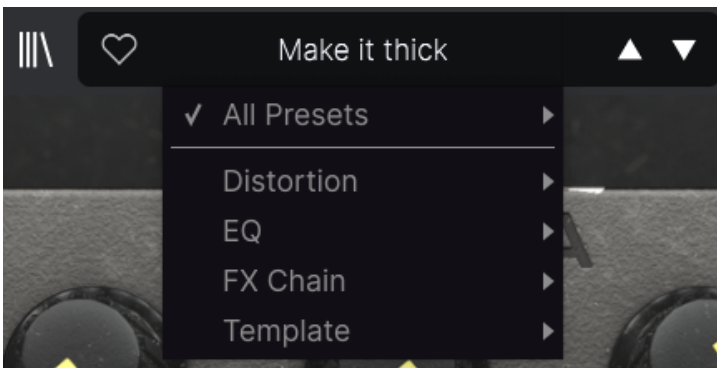 Make it thick
All Presets
Distortion
EQ
FX Chain
Template